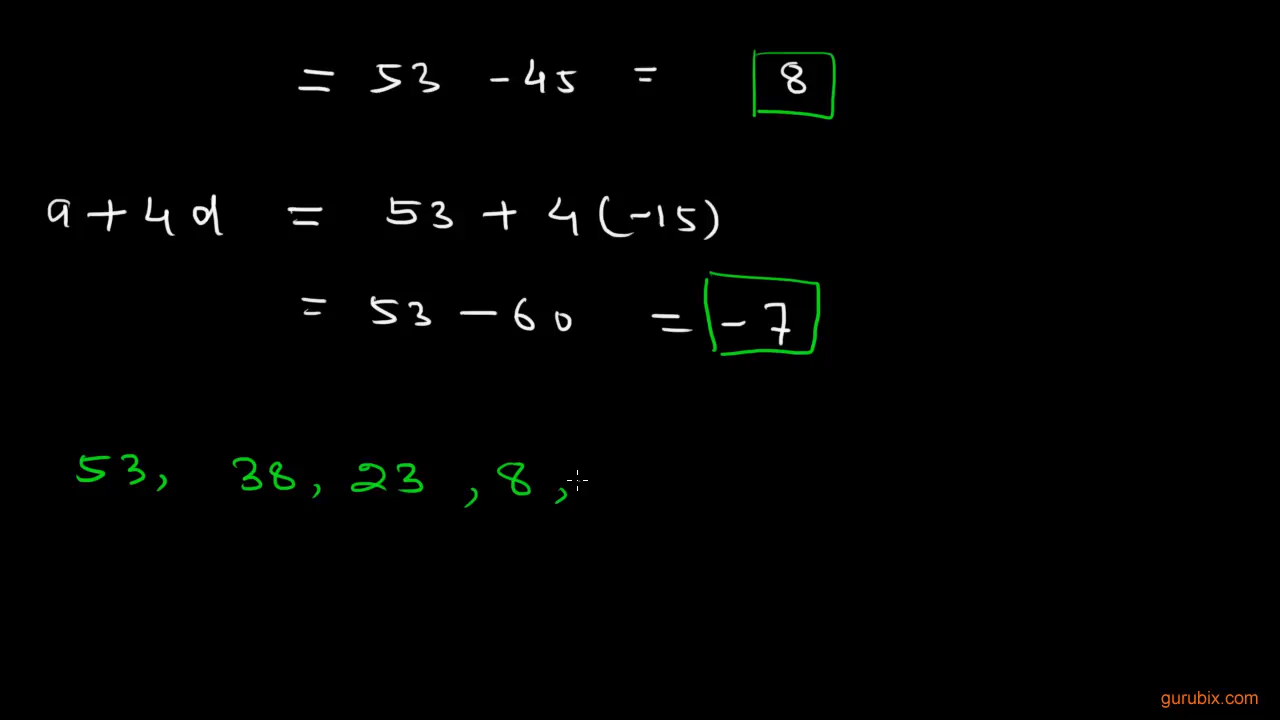 = 53 - 45 = 8
a + 4d = 53 + 4(-15)
= 53 - 60 = -7
53, 38, 23, 8,
gurubix.com